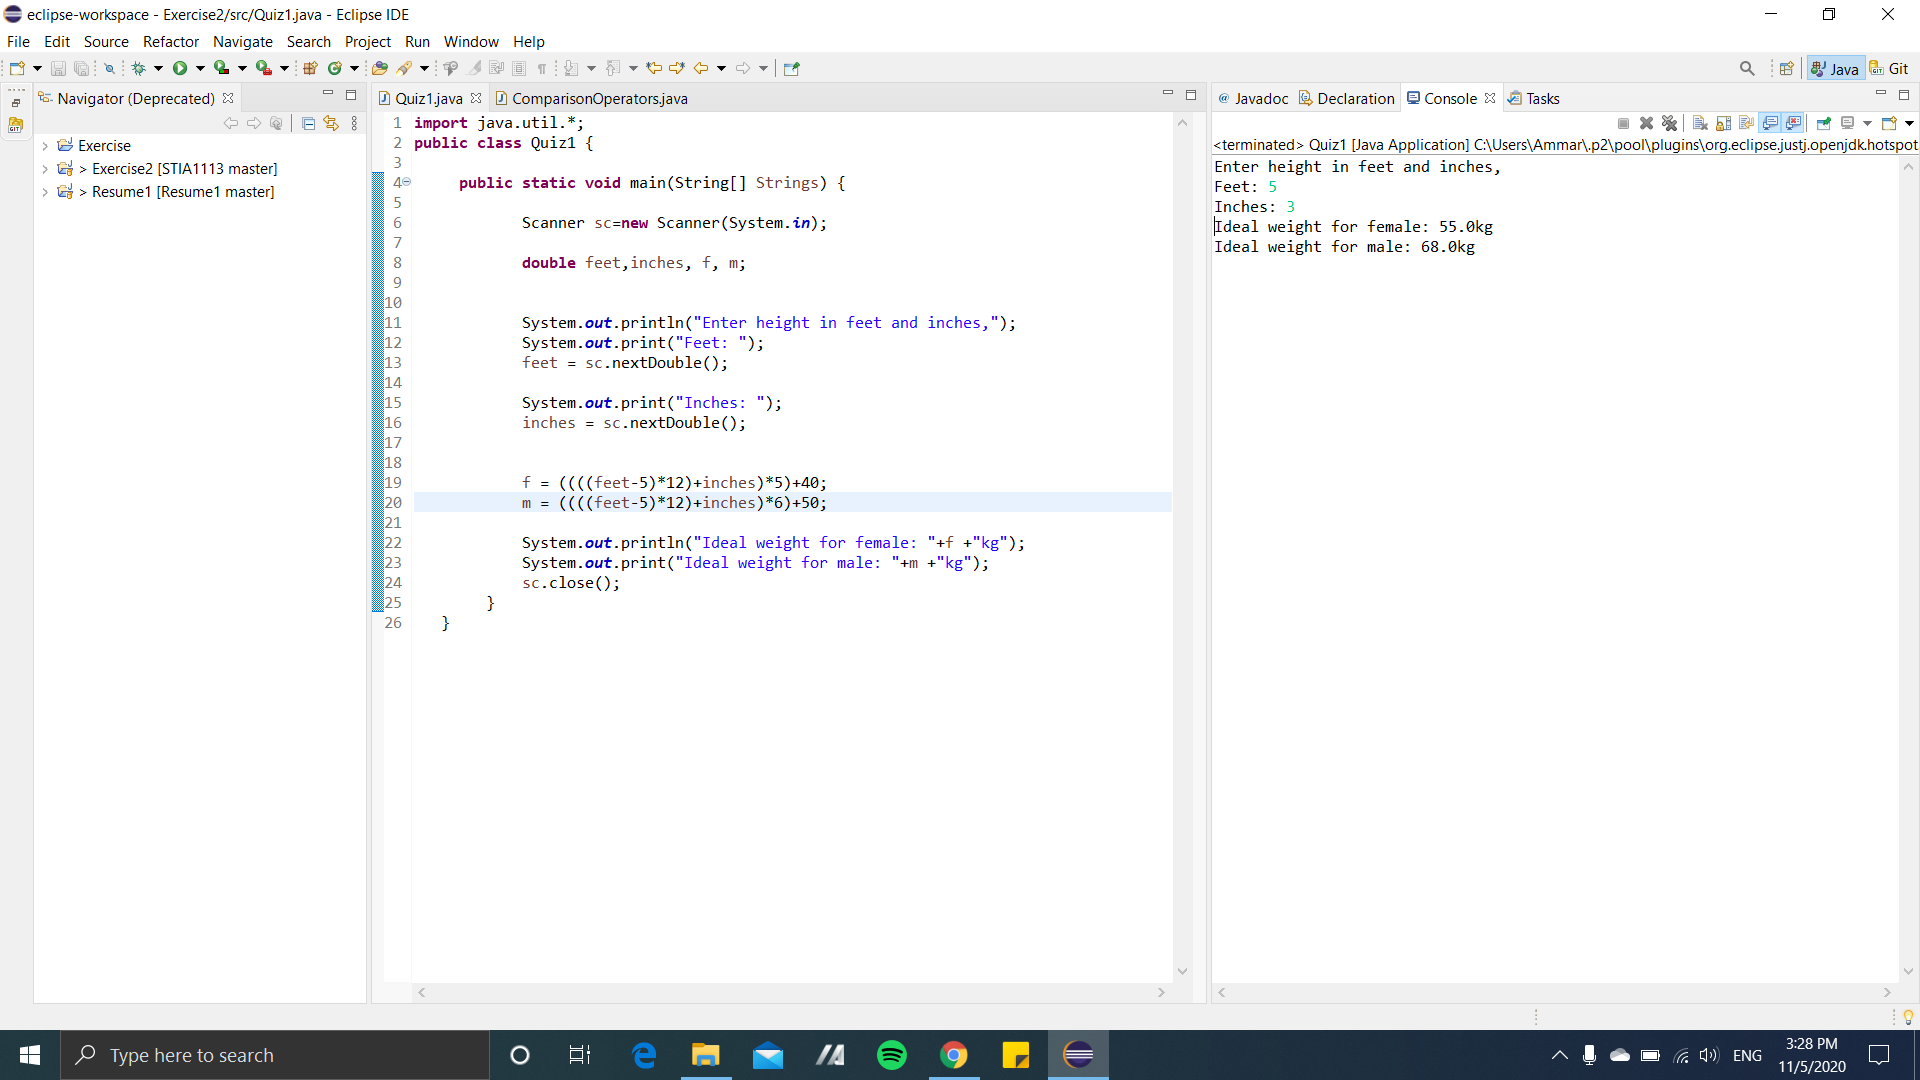 eclipse-workspace - Exercise2/src/Quiz1.java - Eclipse IDE
File Edit Source Refactor Navigate Search Project Run Window Help
Java Git
Navigator (Deprecated)
Exercise
> Exercise2 [STIA1113 master]
> Resume1 [Resume1 master]
Quiz1.java ComparisonOperators.java
1 import java.util.*;
2 public class Quiz1 {
3
4 public static void main(String[] Strings) {
5
6 Scanner sc=new Scanner(System.in);
7
8 double feet,inches, f, m;
9
10
11 System.out.println("Enter height in feet and inches,");
12 System.out.print("Feet: ");
13 feet = sc.nextDouble();
14
15 System.out.print("Inches: ");
16 inches = sc.nextDouble();
17
18
19 f = ((((feet-5)*12)+inches)*5)+40;
20 m = ((((feet-5)*12)+inches)*6)+50;
21
22 System.out.println("Ideal weight for female: "+f +"kg");
23 System.out.print("Ideal weight for male: "+m +"kg");
24 sc.close();
25 }
26 }
@ Javadoc Declaration Console Tasks
<terminated> Quiz1 [Java Application] C:\Users\Ammar\.p2\pool\plugins\org.eclipse.justj.openjdk.hotspot
Enter height in feet and inches,
Feet: 5
Inches: 3
Ideal weight for female: 55.0kg
Ideal weight for male: 68.0kg
Type here to search
ENG
3:28 PM
11/5/2020